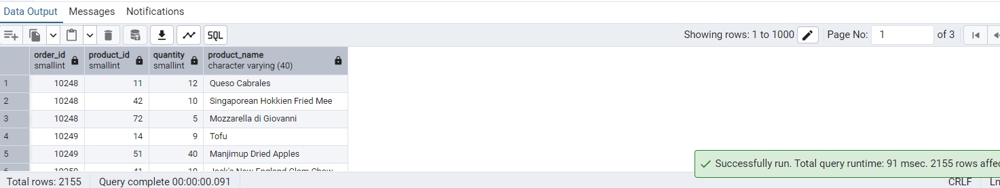 Data Output Messages Notifications
SQL Showing rows: 1 to 1000 Page No: 1 of 3
order_id product_id quantity product_name
smallint smallint smallint character varying (40)
1 10248 11 12 Queso Cabrales
2 10248 42 10 Singaporean Hokkien Fried Mee
3 10248 72 5 Mozzarella di Giovanni
4 10249 14 9 Tofu
5 10249 51 40 Manjimup Dried Apples
6 10250 41 10 Jack's New England Clam Chow
Successfully run. Total query runtime: 91 msec. 2155 rows affec
Total rows: 2155 Query complete 00:00:00.091 CRLF Ln